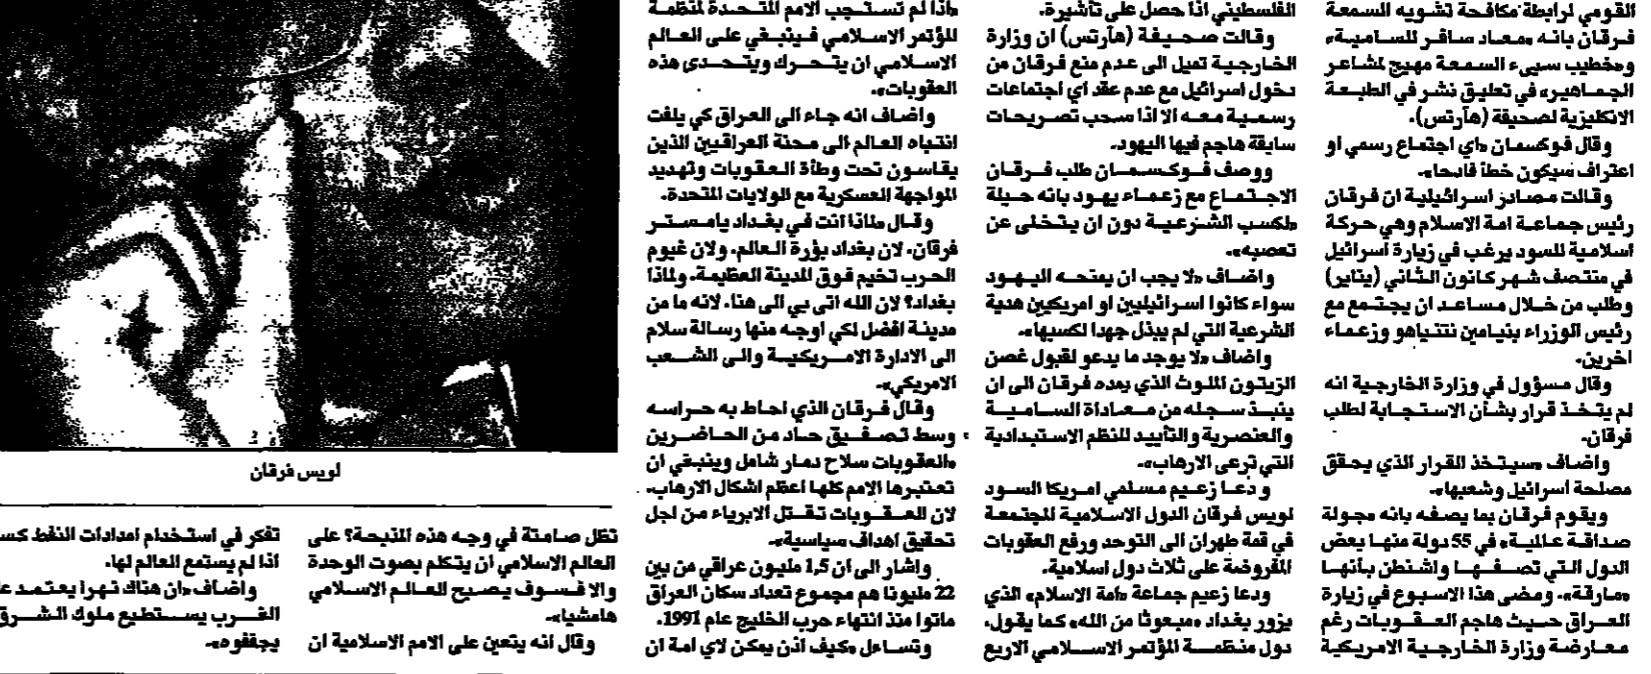 القومي لرابطة مكافحة تشويه السمعة
فرقان بانه «معاد سافر للسامية»
و«خطيب سيىء السمعة مهيج لمشاعر
الجماهير» في تعليق نشر في الطبعة
الانكليزية لصحيفة (هآرتس).
وقال فوكسمان «اي اجتماع رسمي او
اعتراف سيكون خطأ فادحا».
وقالت مصادر اسرائيلية ان فرقان
رئيس جماعة امة الاسلام وهي حركة
اسلامية للسود يرغب في زيارة اسرائيل
في منتصف شهر كانون الثاني (يناير)
وطلب من خلال مساعد ان يجتمع مع
رئيس الوزراء بنيامين نتنياهو وزعماء
اخرين.
وقال مسؤول في وزارة الخارجية انه
لم يتخذ قرار بشأن الاستجابة لطلب
فرقان.
واضاف «سيتخذ القرار الذي يحقق
مصلحة اسرائيل وشعبها».
ويقوم فرقان بما يصفه بانه «جولة
صداقة عالمية» في 55 دولة منها بعض
الدول التي تصفها واشنطن بأنها
«مارقة». ومضى هذا الاسبوع في زيارة
العراق حيث هاجم العقوبات رغم
معارضة وزارة الخارجية الامريكية
الفلسطيني اذا حصل على تأشيرة.
وقالت صحيفة (هآرتس) ان وزارة
الخارجية تميل الى عدم منع فرقان من
دخول اسرائيل مع عدم عقد أي اجتماعات
رسمية معه الا اذا سحب تصريحات
سابقة هاجم فيها اليهود.
ووصف فوكسمان طلب فرقان
الاجتماع مع زعماء يهود بانه حيلة
«لكسب الشرعية دون ان يتخلى عن
تعصبه».
واضاف «لا يجب ان يمنحه اليهود
سواء كانوا اسرائيليين او امريكيين هدية
الشرعية التي لم يبذل جهدا لكسبها».
واضاف «لا يوجد ما يدعو لقبول غصن
الزيتون الملوث الذي يمده فرقان الى ان
ينبذ سجله من معاداة السامية
والعنصرية والتأييد للنظم الاستبدادية
التي ترعى الارهاب».
ودعا زعيم مسلمي امريكا السود
لويس فرقان الدول الاسلامية المجتمعة
في قمة طهران الى التوحد ورفع العقوبات
المفروضة على ثلاث دول اسلامية.
ودعا زعيم جماعة «امة الاسلام» الذي
يزور بغداد «مبعوثا من الله» كما يقول،
دول منظمة المؤتمر الاسلامي الاربع
«اذا لم تستجب الامم المتحدة لمنظمة
المؤتمر الاسلامي فينبغي على العالم
الاسلامي ان يتحرك ويتحدى هذه
العقوبات».
واضاف انه جاء الى العراق كي يلفت
انتباه العالم الى محنة العراقيين الذين
يقاسون تحت وطأة العقوبات وتهديد
المواجهة العسكرية مع الولايات المتحدة.
وقال «لماذا انت في بغداد يامستر
فرقان، لان بغداد بؤرة العالم، ولان غيوم
الحرب تخيم فوق المدينة العظيمة. ولماذا
بغداد؟ لان الله اتى بي الى هنا، لانه ما من
مدينة افضل لكي اوجه منها رسالة سلام
الى الادارة الامريكية والى الشعب
الامريكي».
وقال فرقان الذي احاط به حراسه
وسط تصفيق حاد من الحاضرين
«العقوبات سلاح دمار شامل وينبغي ان
تعتبرها الامم كلها اعظم اشكال الارهاب،
لان العقوبات تقتل الابرياء من اجل
تحقيق اهداف سياسية».
واشار الى ان 1,5 مليون عراقي من بين
22 مليونا هم مجموع تعداد سكان العراق
ماتوا منذ انتهاء حرب الخليج عام 1991.
وتساءل «كيف اذن يمكن لاي امة ان
لويس فرقان
تظل صامتة في وجه هذه المذبحة؟ على
العالم الاسلامي أن يتكلم بصوت الوحدة
والا فسوف يصبح العالم الاسلامي
هامشيا».
وقال انه يتعين على الامم الاسلامية ان
تفكر في استخدام امدادات النفط
اذا لم يستمع العالم لها.
واضاف «ان هناك نهرا يعتمد
الغرب يستطيع ملوك الشرق
يجففوه».